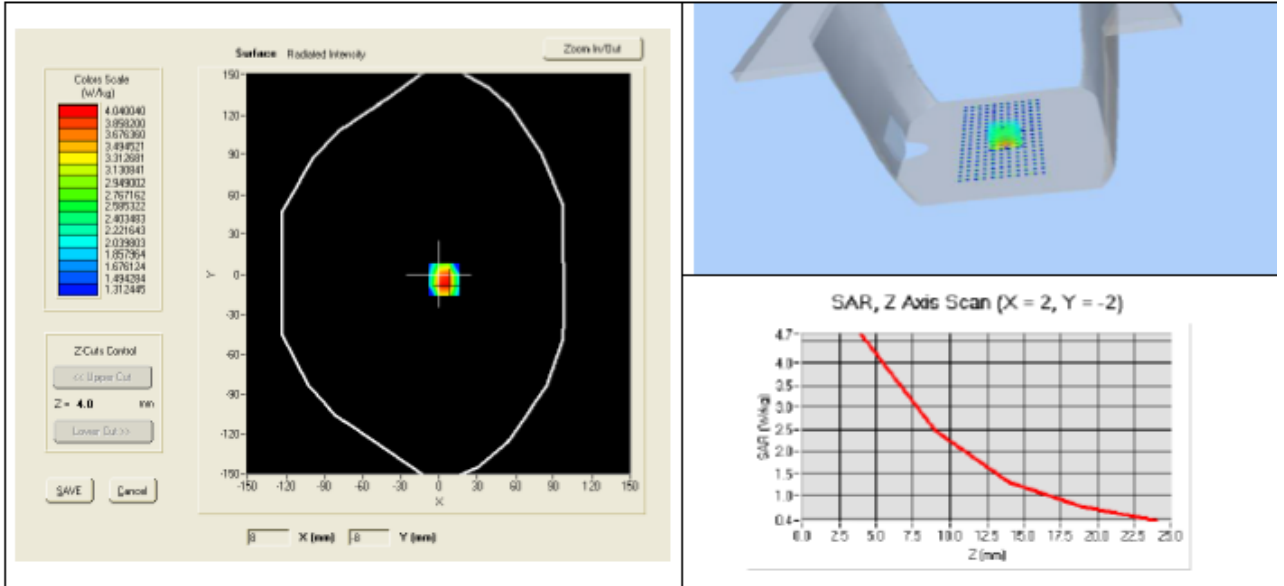 Surface Radiated Intensity
Zoom In/Out
Colors Scale
(W/kg)
4.040040
3.858200
3.676360
3.494521
3.312681
3.130841
2.949002
2.767162
2.585322
2.403483
2.221643
2.039803
1.857964
1.676124
1.494284
1.312445
Z-Cuts Control
<< Upper Cut
Z = 4.0 mm
Lower Cut >>
SAVE Cancel
150
120
90
60
30
0
-30
-60
-90
-120
-150
Y
-150 -120 -90 -60 -30 0 30 60 90 120 150
X
8 X (mm) -8 Y (mm)
SAR, Z Axis Scan (X = 2, Y = -2)
4.7
4.0
3.5
3.0
2.5
2.0
1.5
1.0
0.4
SAR (W/kg)
0.0 2.5 5.0 7.5 10.0 12.5 15.0 17.5 20.0 22.5 25.0
Z (mm)